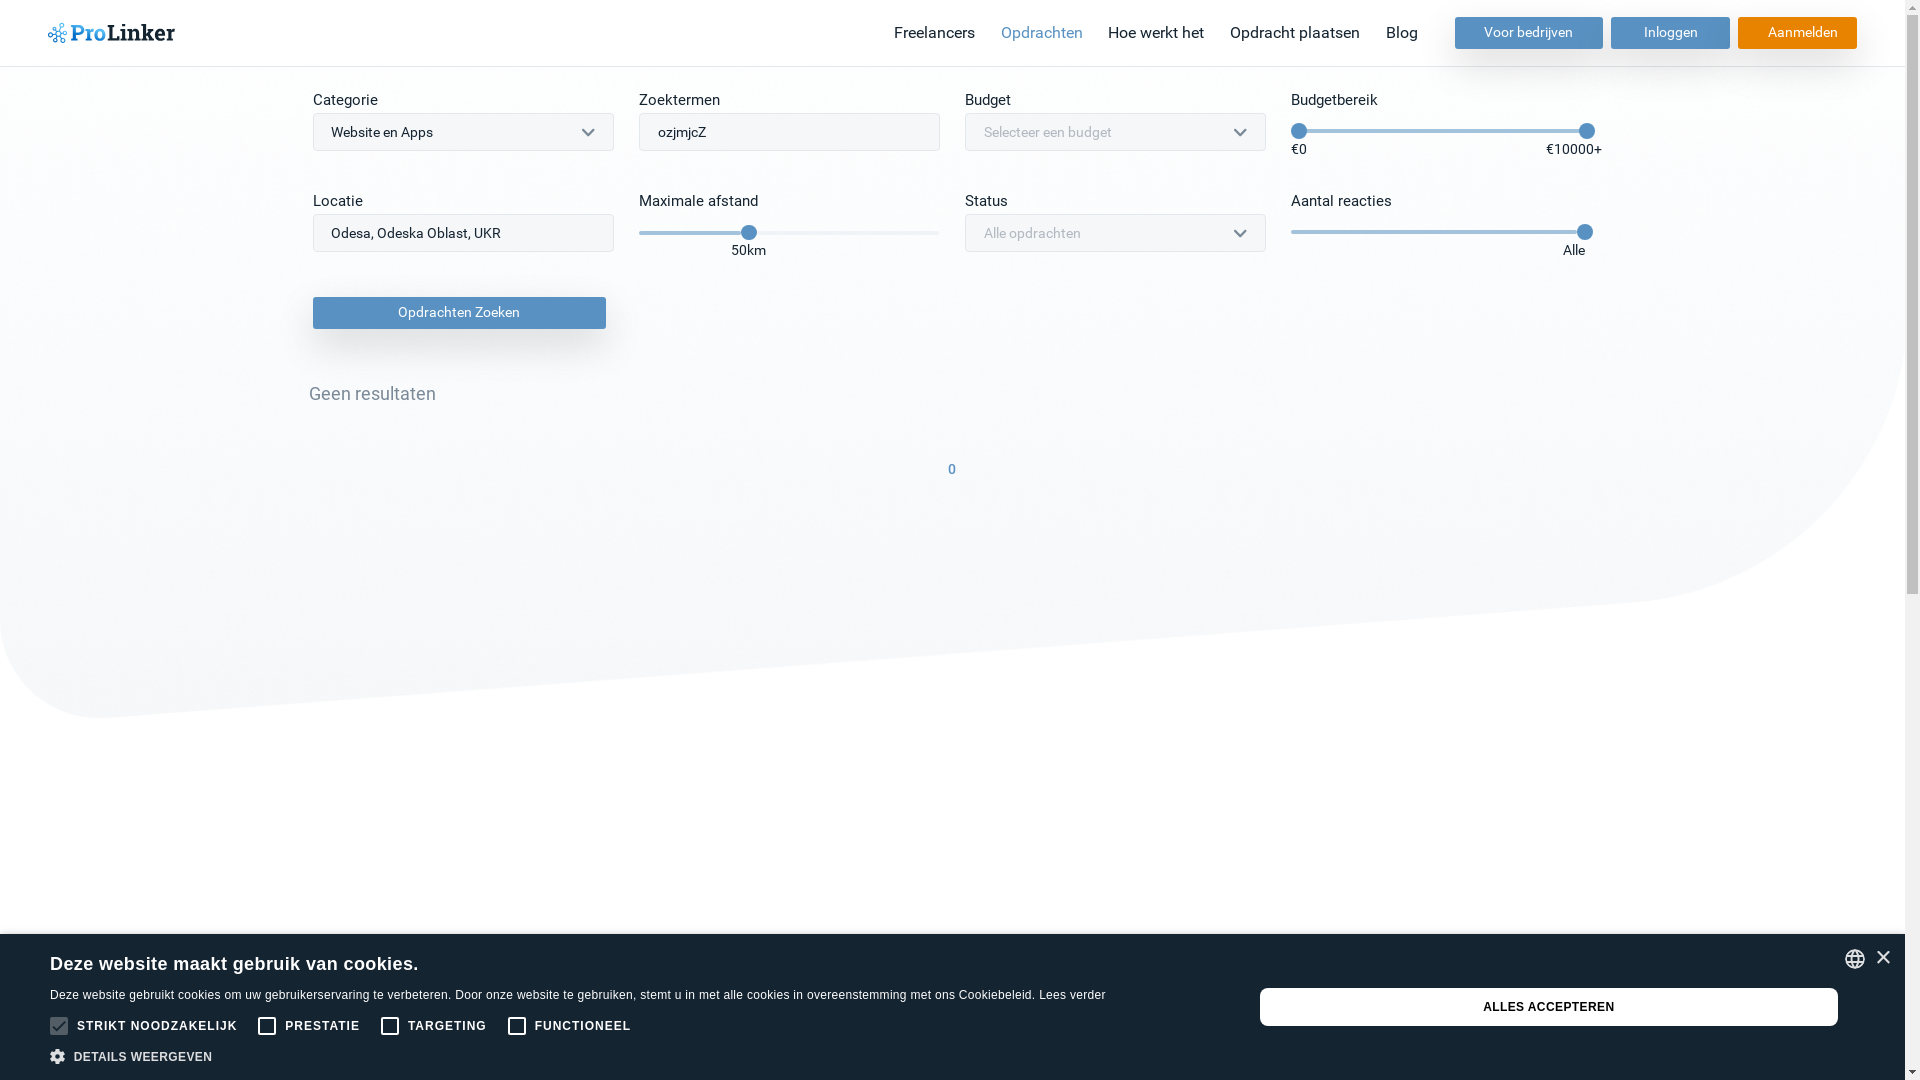 ProLinker
Freelancers Opdrachten Hoe werkt het Opdracht plaatsen Blog Voor bedrijven Inloggen Aanmelden
Categorie Zoektermen Budget Budgetbereik
Website en Apps ozjmjcZ Selecteer een budget
€0 €10000+
Locatie Maximale afstand Status Aantal reacties
Odesa, Odeska Oblast, UKR Alle opdrachten
50km Alle
Opdrachten Zoeken
Geen resultaten
0
Deze website maakt gebruik van cookies.
Deze website gebruikt cookies om uw gebruikerservaring te verbeteren. Door onze website te gebruiken, stemt u in met alle cookies in overeenstemming met ons Cookiebeleid. Lees verder
ALLES ACCEPTEREN
STRIKT NOODZAKELIJK PRESTATIE TARGETING FUNCTIONEEL
DETAILS WEERGEVEN